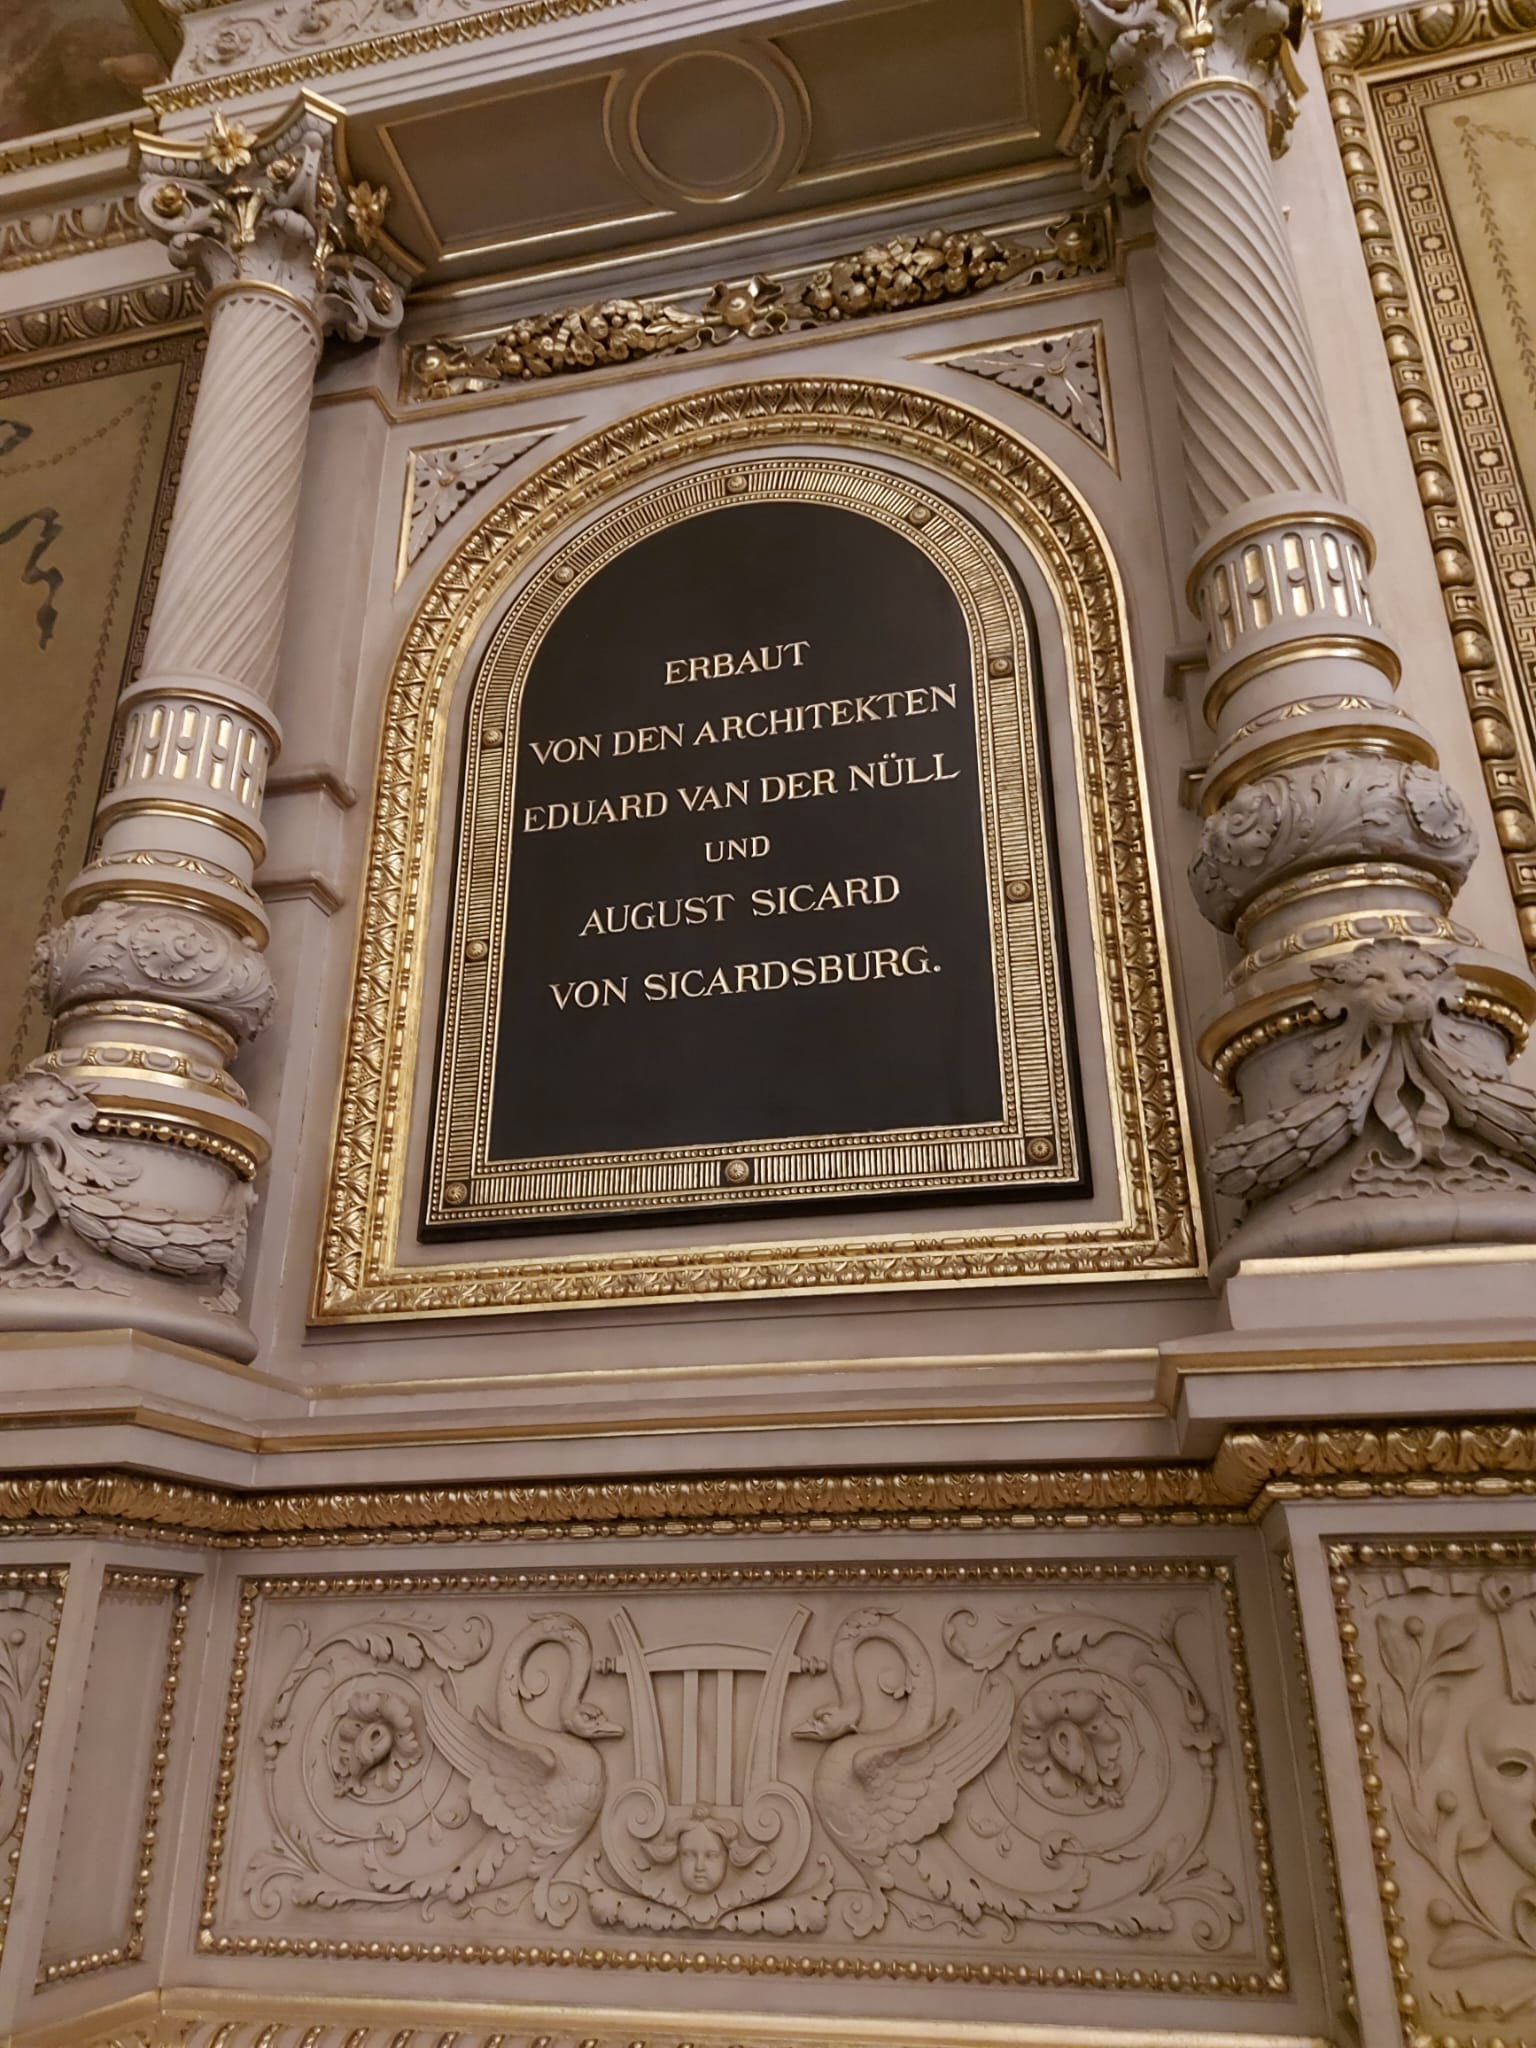 ERBAUT
VON DEN ARCHITEKTEN
EDUARD VAN DER NÜLL
UND
AUGUST SICARD
VON SICARDSBURG.